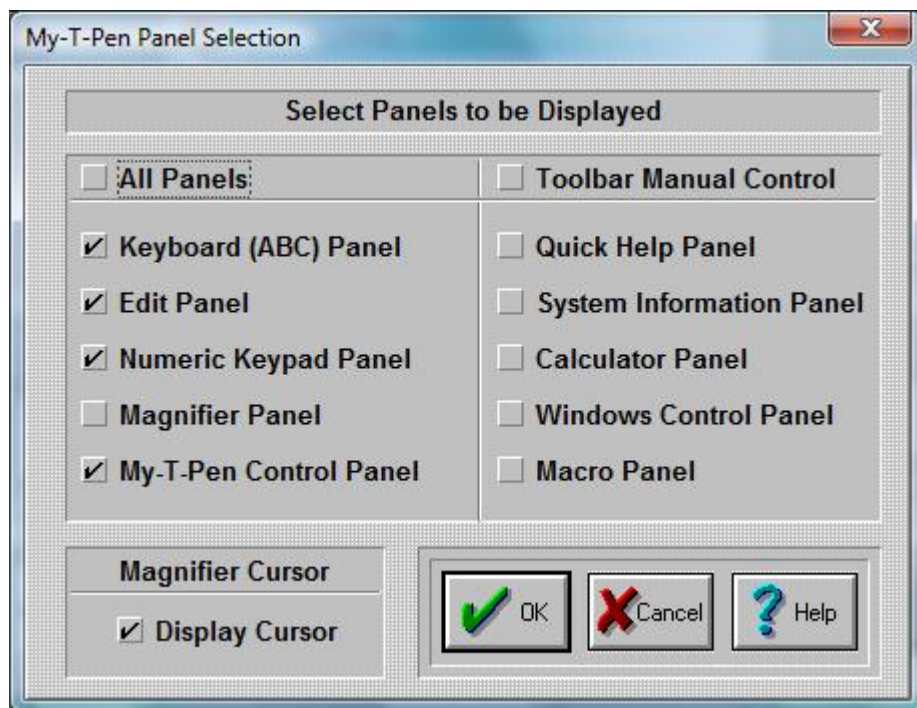 My-T-Pen Panel Selection
Select Panels to be Displayed
All Panels
Toolbar Manual Control
Keyboard (ABC) Panel
Quick Help Panel
Edit Panel
System Information Panel
Numeric Keypad Panel
Calculator Panel
Magnifier Panel
Windows Control Panel
My-T-Pen Control Panel
Macro Panel
Magnifier Cursor
Display Cursor
OK
Cancel
Help